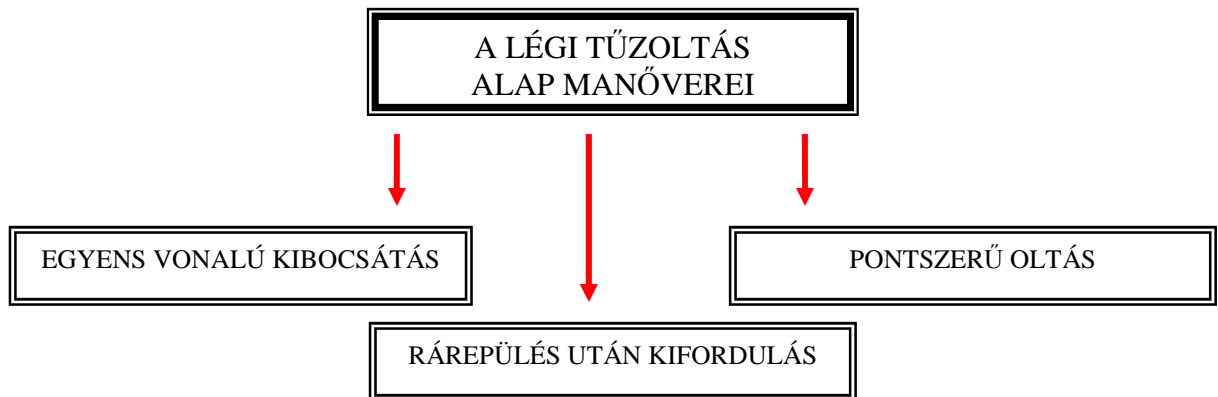 A LÉGI TŰZOLTÁS
ALAP MANŐVEREI
EGYENS VONALÚ KIBOCSÁTÁS
PONTSZERŰ OLTÁS
RÁREPÜLÉS UTÁN KIFORDULÁS